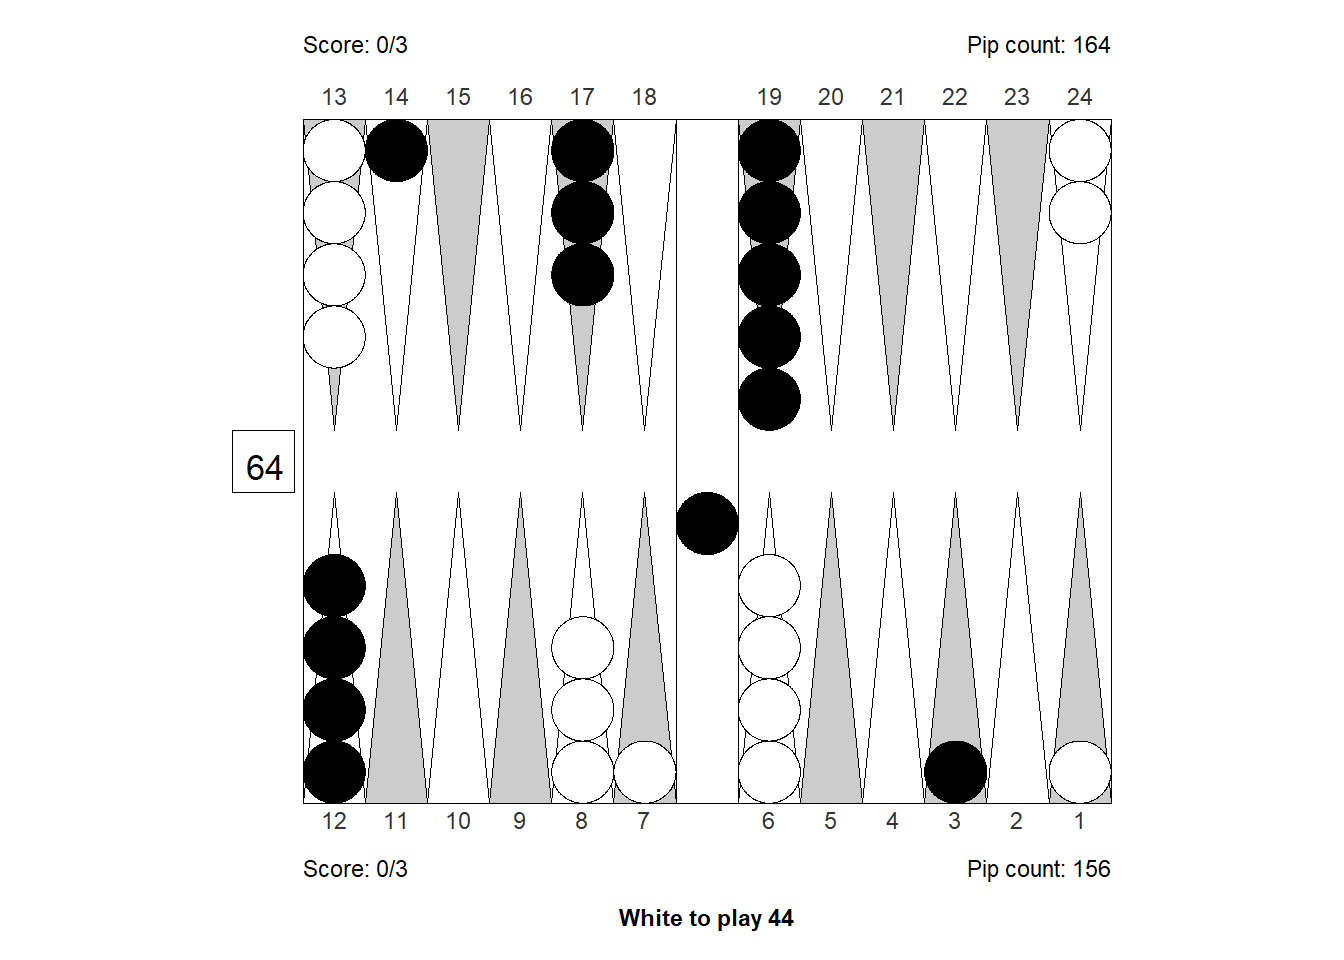 Score: 0/3 Pip count: 164
13 14 15 16 17 18 19 20 21 22 23 24
64
12 11 10 9 8 7 6 5 4 3 2 1
Score: 0/3 Pip count: 156
White to play 44